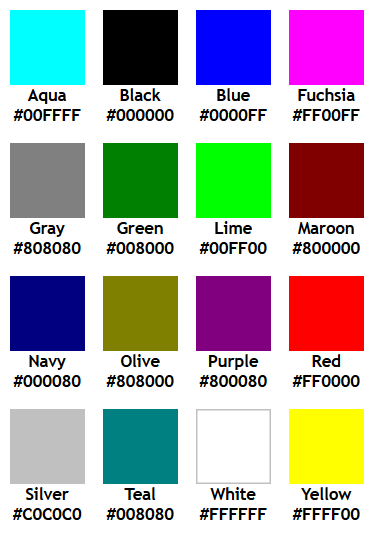 Aqua Black Blue Fuchsia
#00FFFF #000000 #0000FF #FF00FF
Gray Green Lime Maroon
#808080 #008000 #00FF00 #800000
Navy Olive Purple Red
#000080 #808000 #800080 #FF0000
Silver Teal White Yellow
#C0C0C0 #008080 #FFFFFF #FFFF00